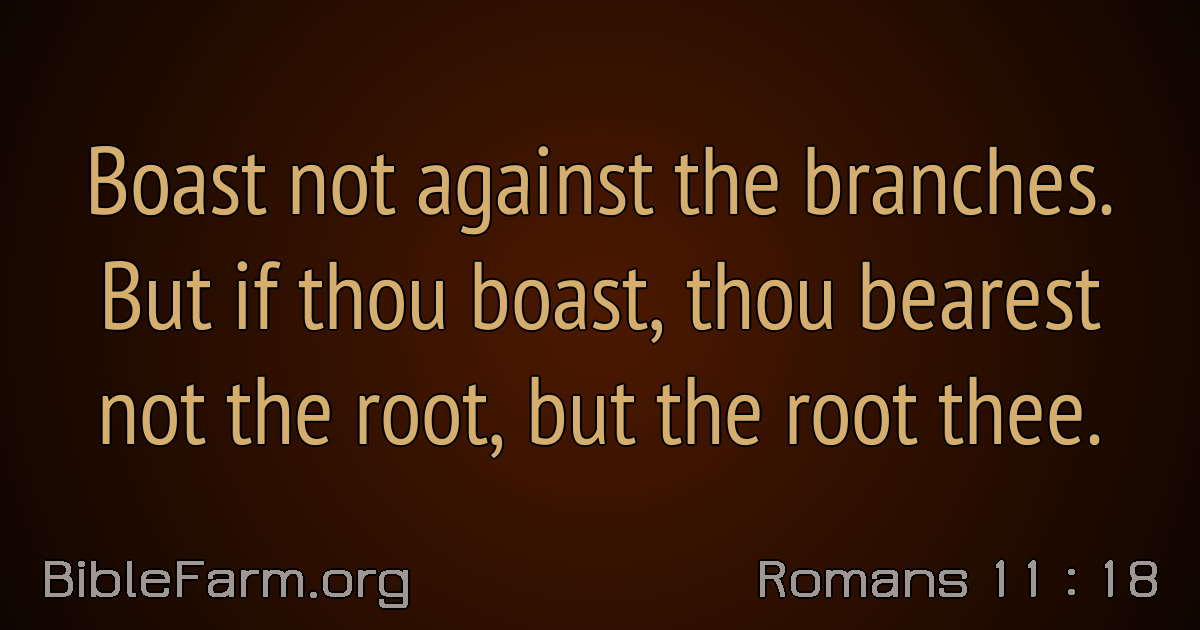 Boast not against the branches.
But if thou boast, thou bearest
not the root, but the root thee.
BibleFarm.org
Romans 11 : 18